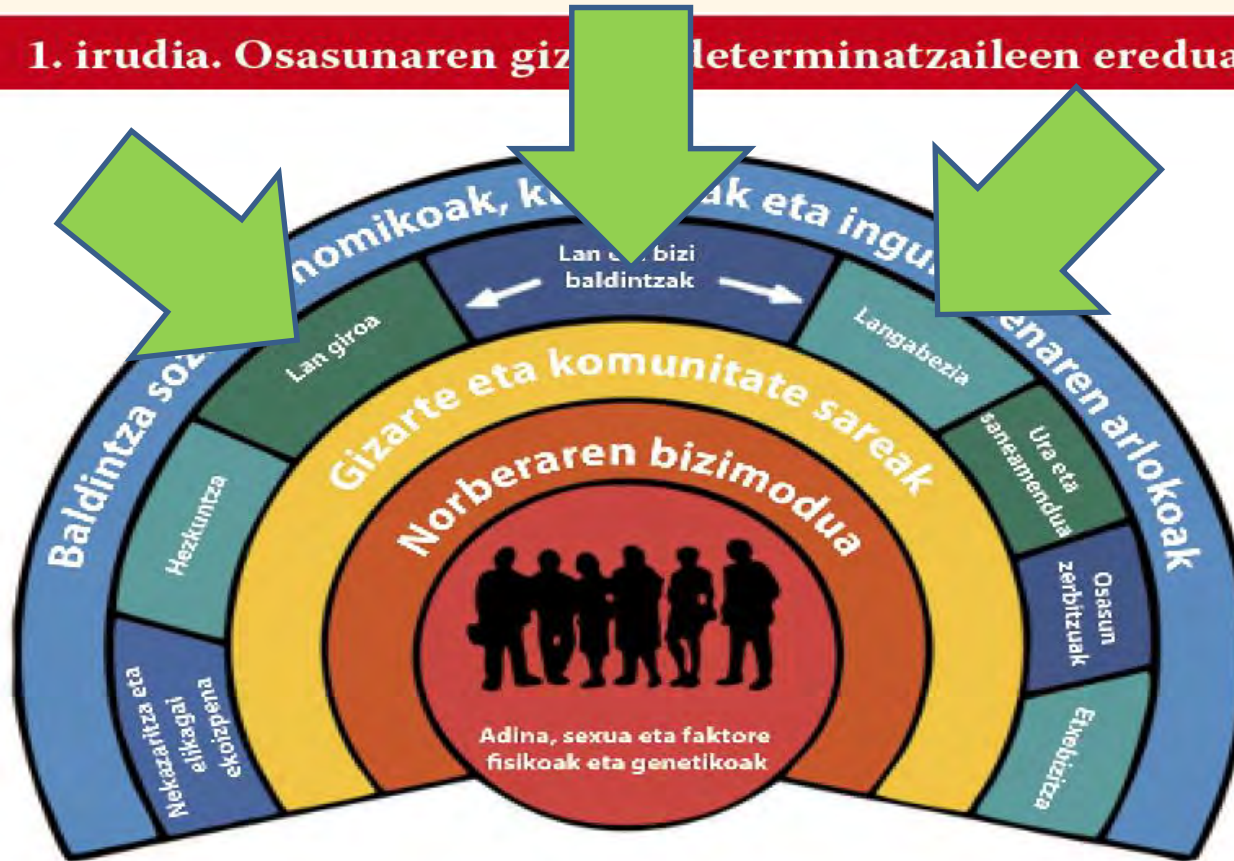 1. irudia. Osasunaren giz determinatzaileen eredua
Baldintza soz nomikoak, ku ak eta ingu enaren arlokoak
Lan bizi
baldintzak
Lan giroa
Langabezia
Hezkuntza
Ura eta
saneamendua
Nekazaritza eta
elikagai
ekoizpena
Osasun
zerbitzuak
Etxebizitza
Gizarte eta komunitate sareak
Norberaren bizimodua
Adina, sexua eta faktore
fisikoak eta genetikoak